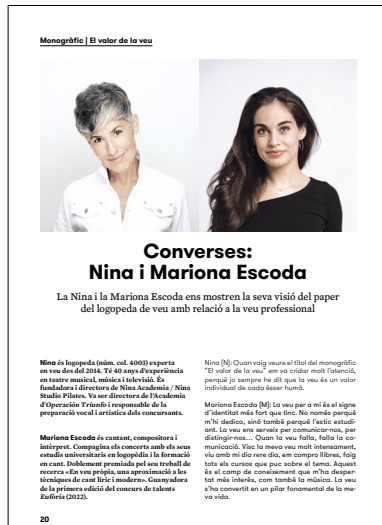 Monogràfic | El valor de la veu
Converses:
Nina i Mariona Escoda
La Nina i la Mariona Escoda ens mostren la seva visió del paper
del logopeda de veu amb relació a la veu professional
Nina és logopeda (núm. col. 4003) experta
en veu des del 2014. Té 40 anys d'experiència
en teatre musical, música i televisió. És
fundadora i directora de Nina Academia / Nina
Studio Pilates. Va ser directora de l'Academia
d'Operación Triunfo i responsable de la
preparació vocal i artística dels concursants.
Mariona Escoda és cantant, compositora i
intèrpret. Compagina els concerts amb els seus
estudis universitaris en logopèdia i la formació
en cant. Doblement premiada pel seu treball de
recerca «En veu pròpia, una aproximació a les
tècniques de cant líric i modern». Guanyadora
de la primera edició del concurs de talents
Eufòria (2022).
Nina [N]: Quan vaig veure el títol del monogràfic
"El valor de la veu" em va cridar molt l'atenció,
perquè jo sempre he dit que la veu és un valor
individual de cada ésser humà.
Mariona Escoda [M]: La veu per a mi és el signe
d'identitat més fort que tinc. No només perquè
m'hi dedico, sinó també perquè l'estic estudi-
ant. La veu ens serveix per comunicar-nos, per
distingir-nos... Quan la veu falla, falla la co-
municació. Visc la meva veu molt intensament,
viu amb mi dia rere dia, em compro llibres, faig
tots els cursos que puc sobre el tema. Aquest
és el camp de coneixement que m'ha desper-
tat més interès, com també la música. La veu
s'ha convertit en un pilar fonamental de la me-
va vida.
20